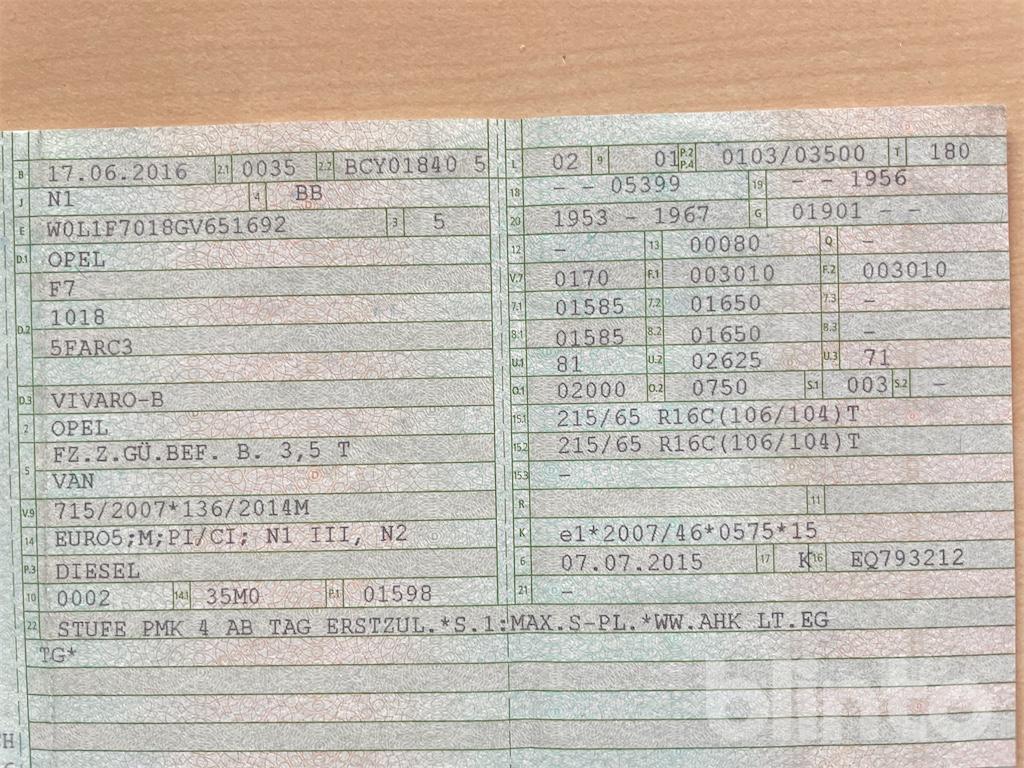 B 17.06.2016 2.1 0035 2.2 BCY01840 5
J N1 4 BB
E W0L1F7018GV651692 3 5
D.1 OPEL
F7
D.2 1018
5FARC3
D.3 VIVARO-B
2 OPEL
FZ.Z.GÜ.BEF. B. 3,5 T
5 VAN
V.9 715/2007*136/2014M
14 EURO5;M;PI/CI; N1 III, N2
P.3 DIESEL
10 0002 14.1 35M0 P.1 01598
L 02 9 01 P.2 P.4 0103/03500 T 180
18 - - 05399 19 - - 1956
20 1953 - 1967 G 01901 - -
12 - 13 00080 Q -
V.7 0170 F.1 003010 F.2 003010
7.1 01585 7.2 01650 7.3 -
8.1 01585 8.2 01650 8.3 -
U.1 81 U.2 02625 U.3 71
O.1 02000 O.2 0750 S.1 003 S.2 -
15.1 215/65 R16C(106/104)T
15.2 215/65 R16C(106/104)T
15.3 -
R 11
K e1*2007/46*0575*15
6 07.07.2015 17 K 16 EQ793212
21 -
22 STUFE PMK 4 AB TAG ERSTZUL.*S.1:MAX.S-PL.*WW.AHK LT.EG
TG*
blinto